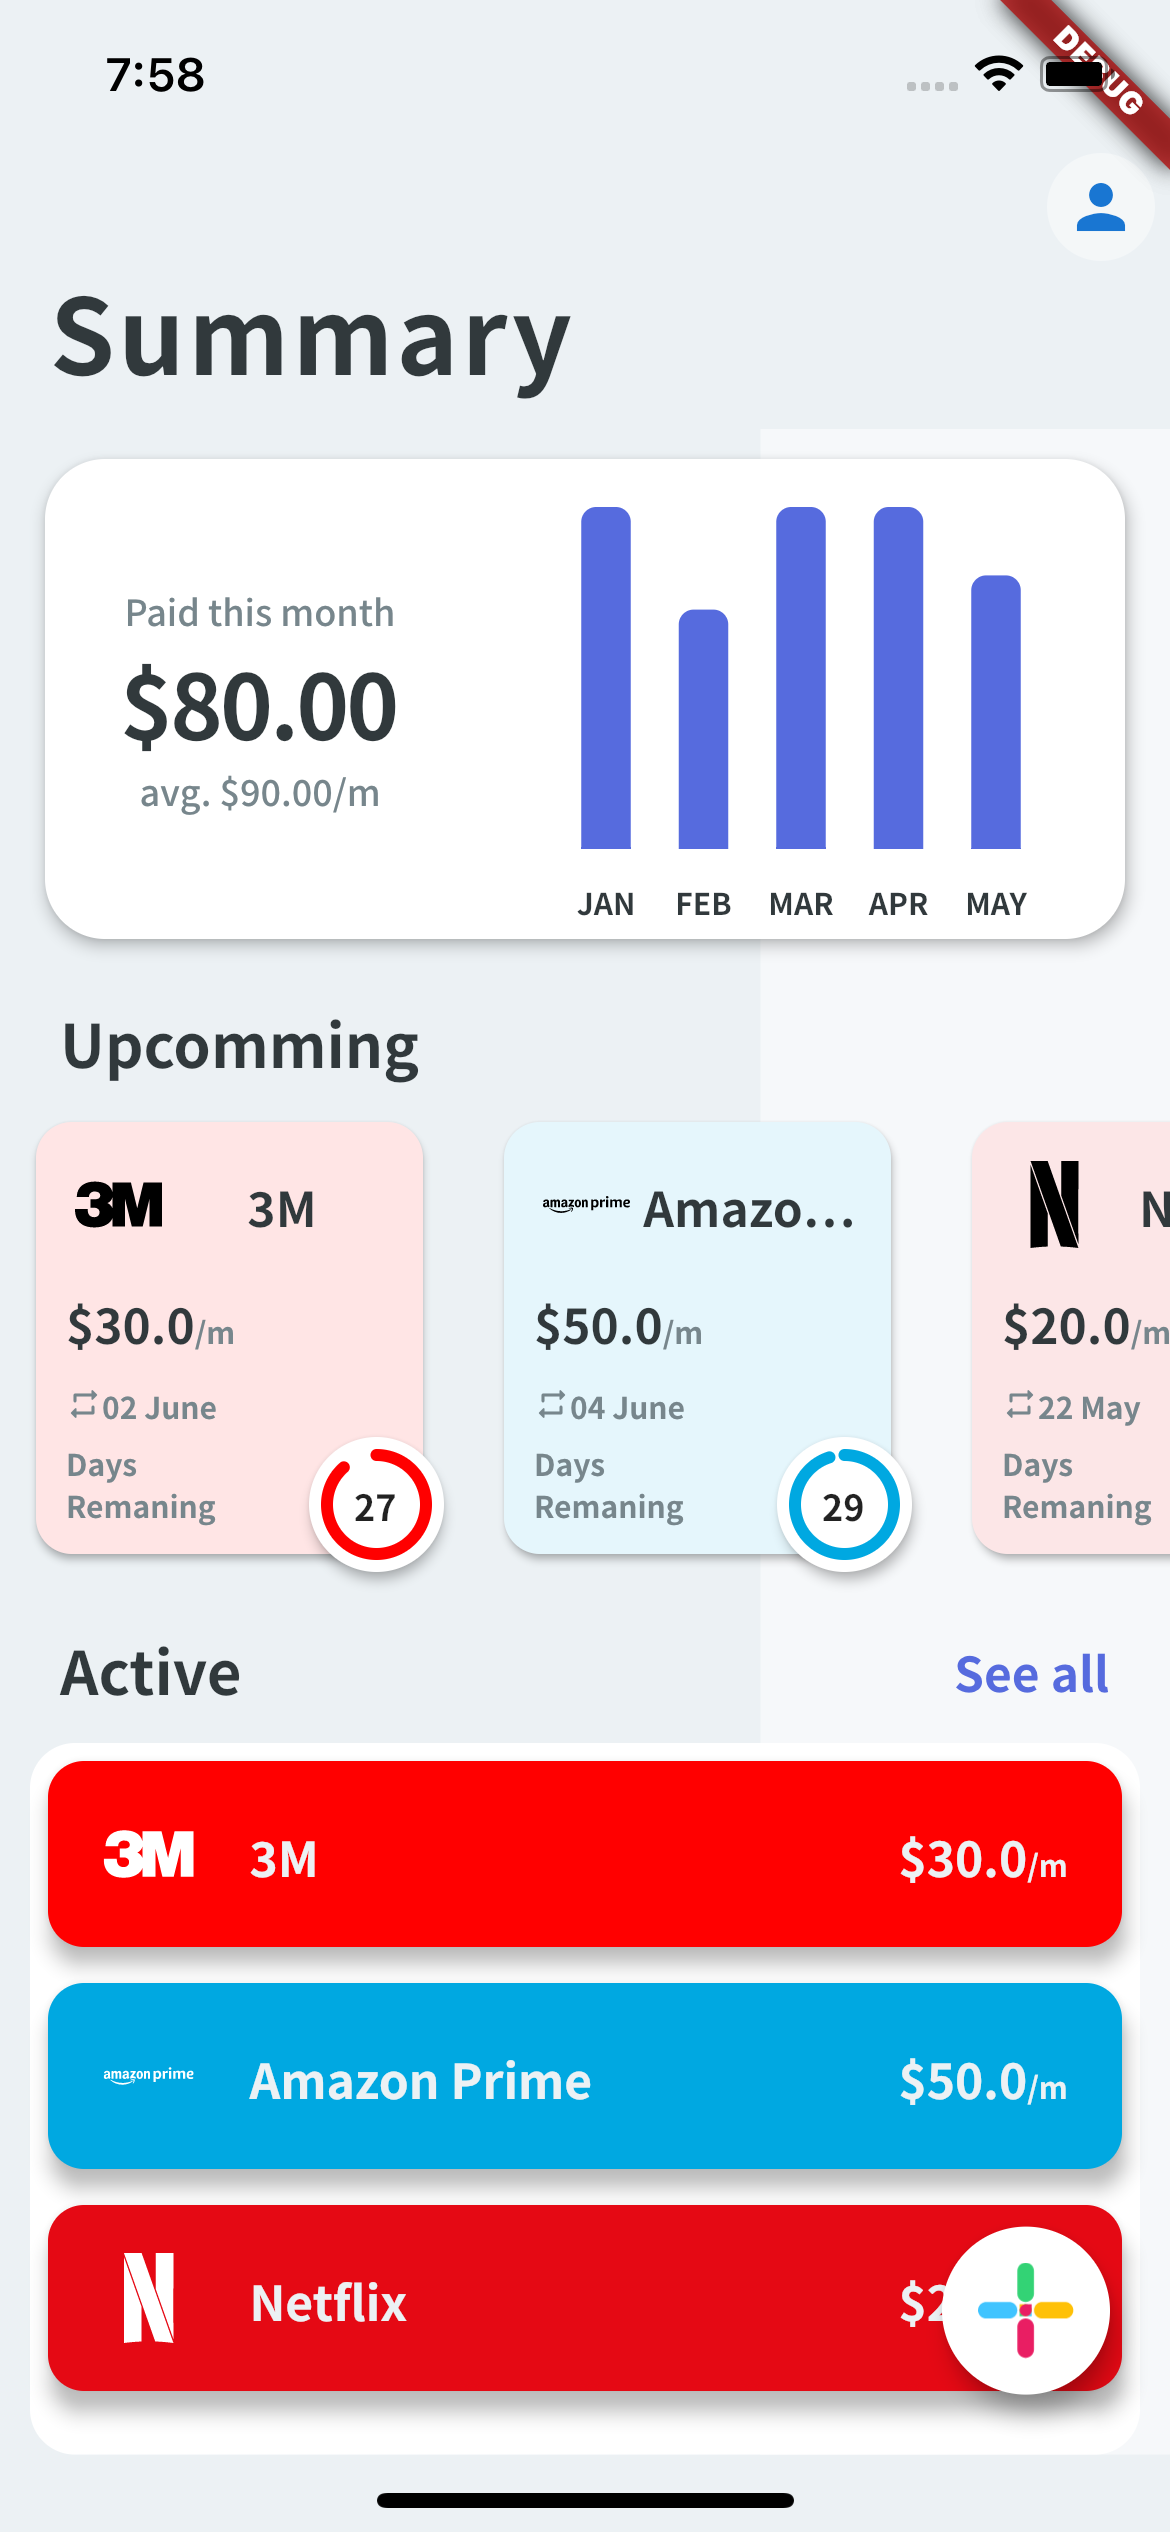 7:58
DEBUG
Summary
Paid this month
$80.00
avg. $90.00/m
JAN FEB MAR APR MAY
Upcomming
3M 3M
$30.0/m
02 June
Days
Remaning
27
amazon prime Amazo...
$50.0/m
04 June
Days
Remaning
29
N N
$20.0/m
22 May
Days
Remaning
Active
See all
3M 3M $30.0/m
amazon prime Amazon Prime $50.0/m
N Netflix $2